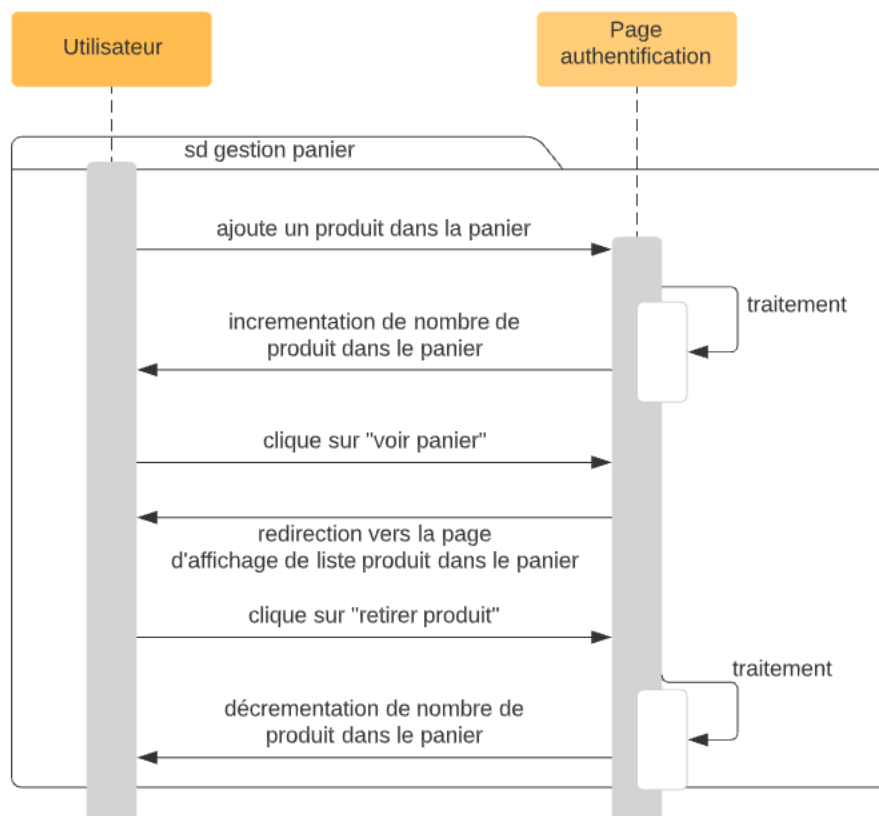 Utilisateur
Page
authentification
sd gestion panier
ajoute un produit dans la panier
traitement
incrementation de nombre de
produit dans le panier
clique sur "voir panier"
redirection vers la page
d'affichage de liste produit dans le panier
clique sur "retirer produit"
traitement
décrementation de nombre de
produit dans le panier